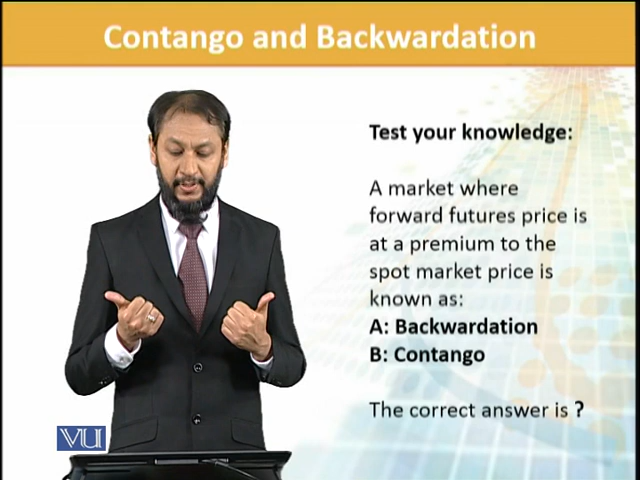 Contango and Backwardation
Test your knowledge:
A market where
forward futures price is
at a premium to the
spot market price is
known as:
A: Backwardation
B: Contango
The correct answer is ?
VU